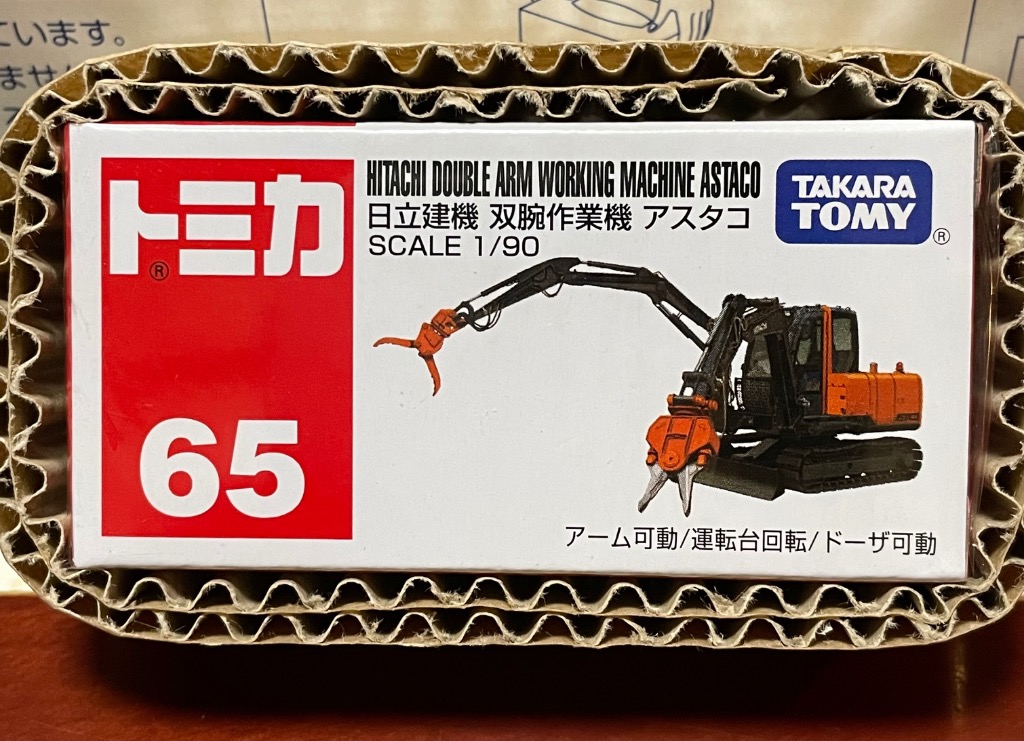 ています。
ません
トミカ
®
65
HITACHI DOUBLE ARM WORKING MACHINE ASTACO
日立建機 双腕作業機 アスタコ
SCALE 1/90
TAKARA
TOMY
®
アーム可動/運転台回転/ドーザ可動